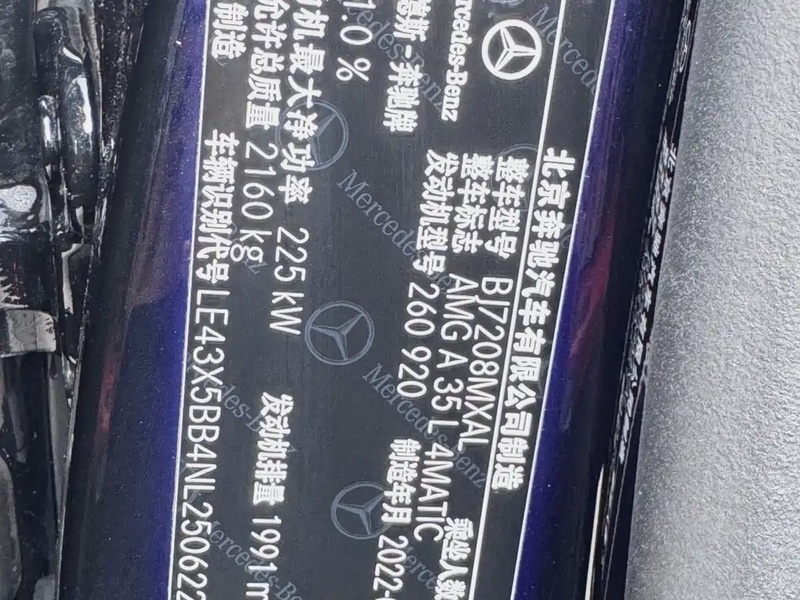 北京奔驰汽车有限公司制造
Mercedes-Benz
整车型号 BJ7208MXAL
整车标志 AMG A 35 L 4MATIC
乘坐人数
发动机型号 260 920
制造年月 2022-
德斯-奔驰牌
1.0 %
机最大净功率 225 kW
发动机排量 1991 m
允许总质量 2160 kg
制造
车辆识别代号 LE43X5BB4NL250622